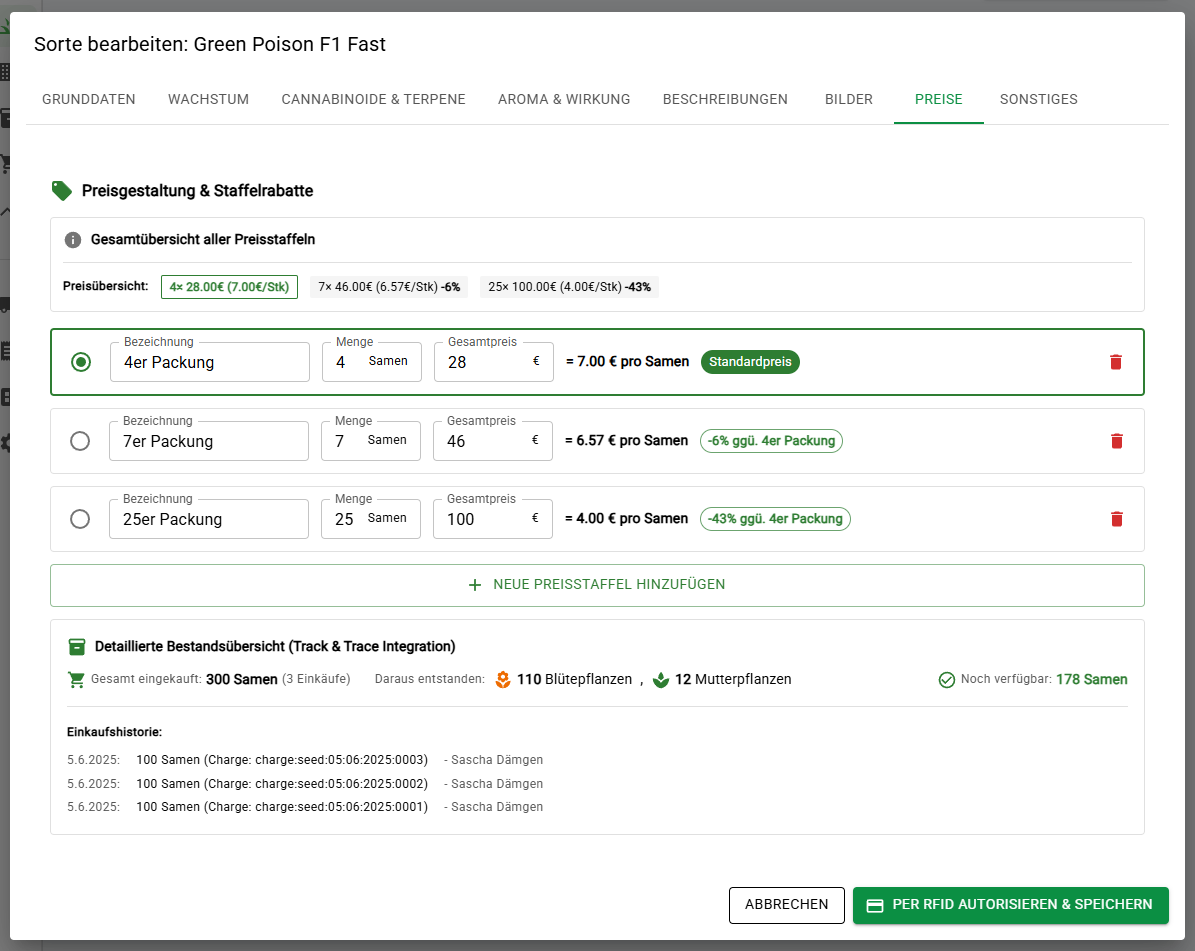 Sorte bearbeiten: Green Poison F1 Fast
GRUNDDATEN WACHSTUM CANNABINOIDE & TERPENE AROMA & WIRKUNG BESCHREIBUNGEN BILDER PREISE SONSTIGES
Preisgestaltung & Staffelrabatte
Gesamtübersicht aller Preisstaffeln
Preisübersicht: 4× 28.00€ (7.00€/Stk) 7× 46.00€ (6.57€/Stk) -6% 25× 100.00€ (4.00€/Stk) -43%
Bezeichnung Menge Gesamtpreis
4er Packung 4 Samen 28 € = 7.00 € pro Samen Standardpreis
Bezeichnung Menge Gesamtpreis
7er Packung 7 Samen 46 € = 6.57 € pro Samen -6% ggü. 4er Packung
Bezeichnung Menge Gesamtpreis
25er Packung 25 Samen 100 € = 4.00 € pro Samen -43% ggü. 4er Packung
+ NEUE PREISSTAFFEL HINZUFÜGEN
Detaillierte Bestandsübersicht (Track & Trace Integration)
Gesamt eingekauft: 300 Samen (3 Einkäufe) Daraus entstanden: 110 Blütepflanzen , 12 Mutterpflanzen Noch verfügbar: 178 Samen
Einkaufshistorie:
5.6.2025: 100 Samen (Charge: charge:seed:05:06:2025:0003) - Sascha Dämgen
5.6.2025: 100 Samen (Charge: charge:seed:05:06:2025:0002) - Sascha Dämgen
5.6.2025: 100 Samen (Charge: charge:seed:05:06:2025:0001) - Sascha Dämgen
ABBRECHEN PER RFID AUTORISIEREN & SPEICHERN